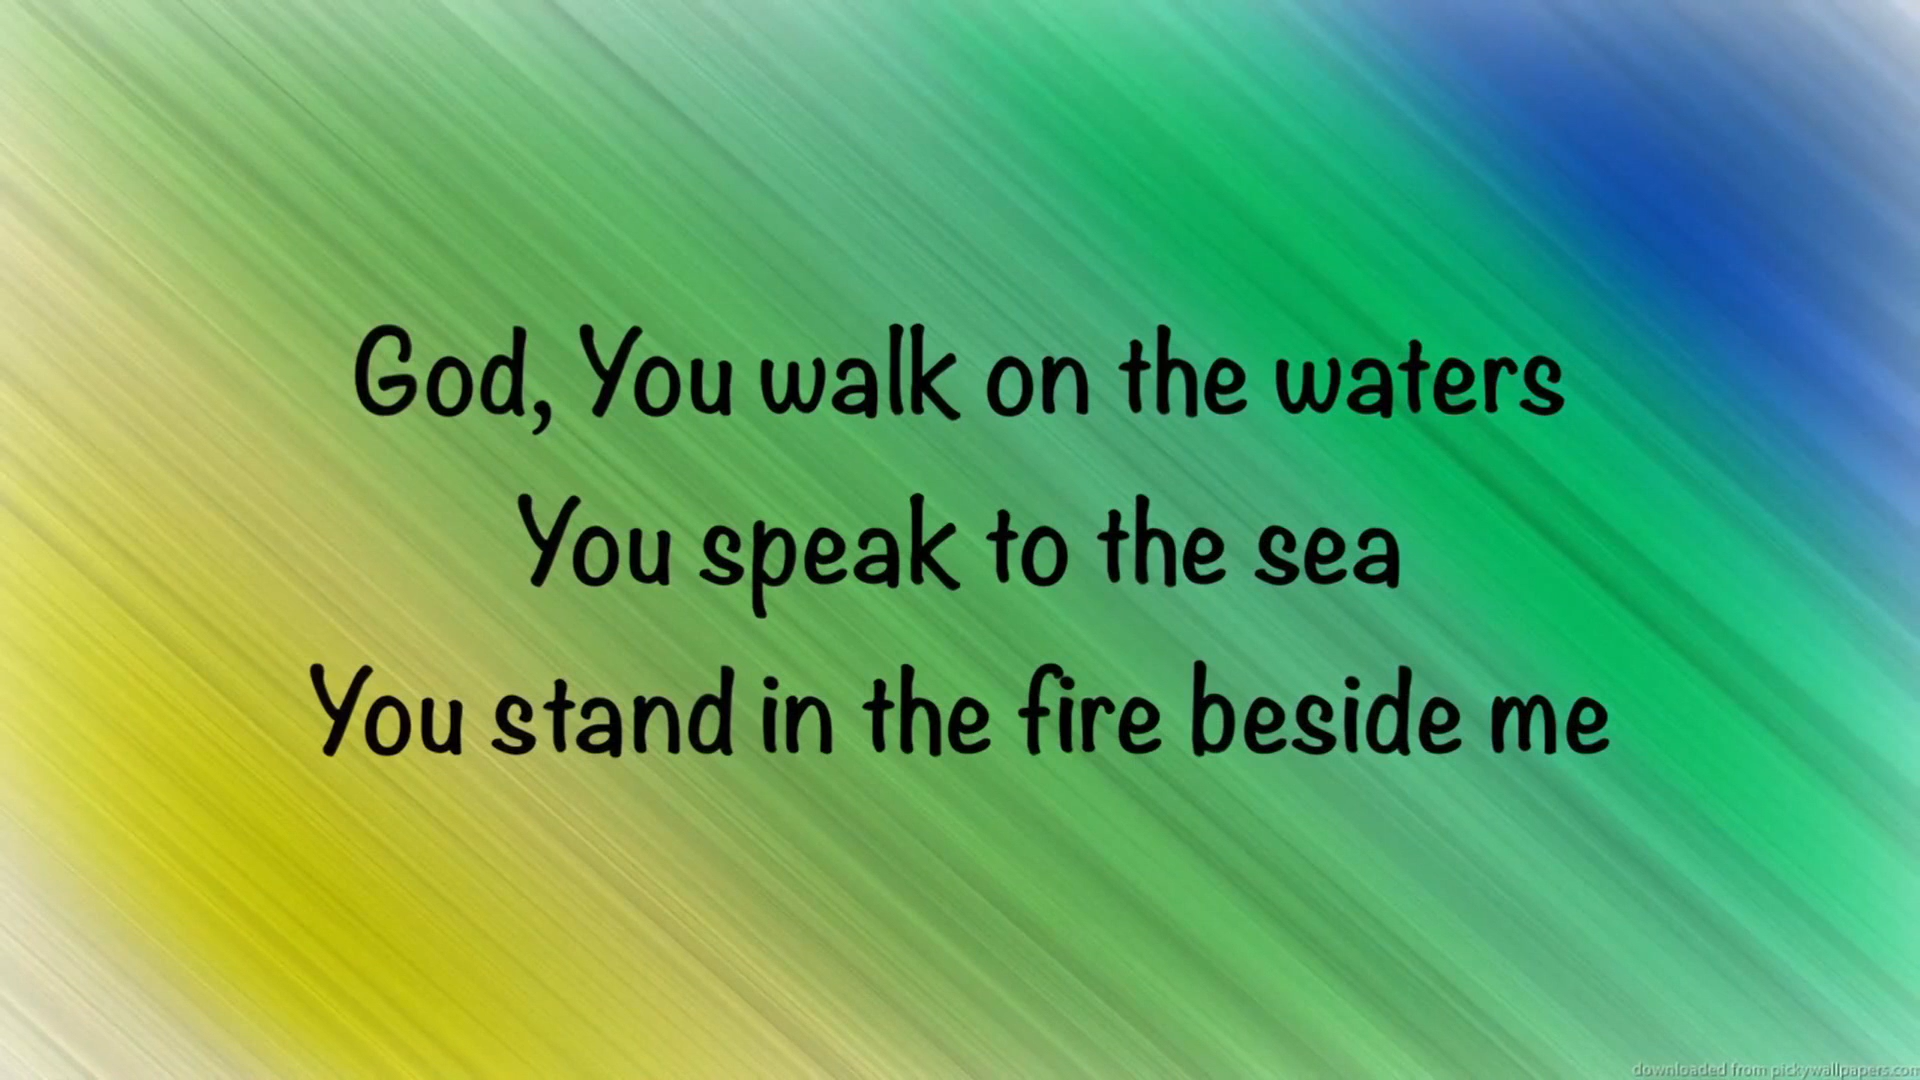 God, You walk on the waters
You speak to the sea
You stand in the fire beside me
downloaded from pickywallpapers.com